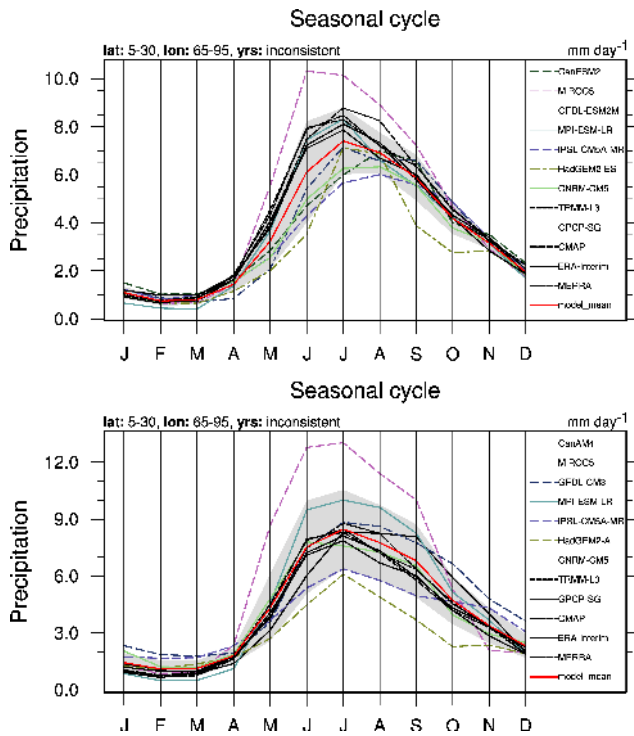 Seasonal cycle
lat: 5-30, lon: 65-95, yrs: inconsistent
mm day-1
Precipitation
10.0
8.0
6.0
4.0
2.0
0.0
J F M A M J J A S O N D
CanESM2
MIROC5
GFDL-ESM2M
MPI-ESM-LR
IPSL-CM5A-MR
HadGEM2-ES
CNRM-CM5
TRMM-L3
GPCP-SG
CMAP
ERA-Interim
MERRA
model_mean
Seasonal cycle
lat: 5-30, lon: 65-95, yrs: inconsistent
mm day-1
Precipitation
12.0
9.0
6.0
3.0
0.0
J F M A M J J A S O N D
CanAM4
MIROC5
GFDL-CM3
MPI-ESM-LR
IPSL-CM5A-MR
HadGEM2-A
CNRM-CM5
TRMM-L3
GPCP-SG
CMAP
ERA-Interim
MERRA
model_mean